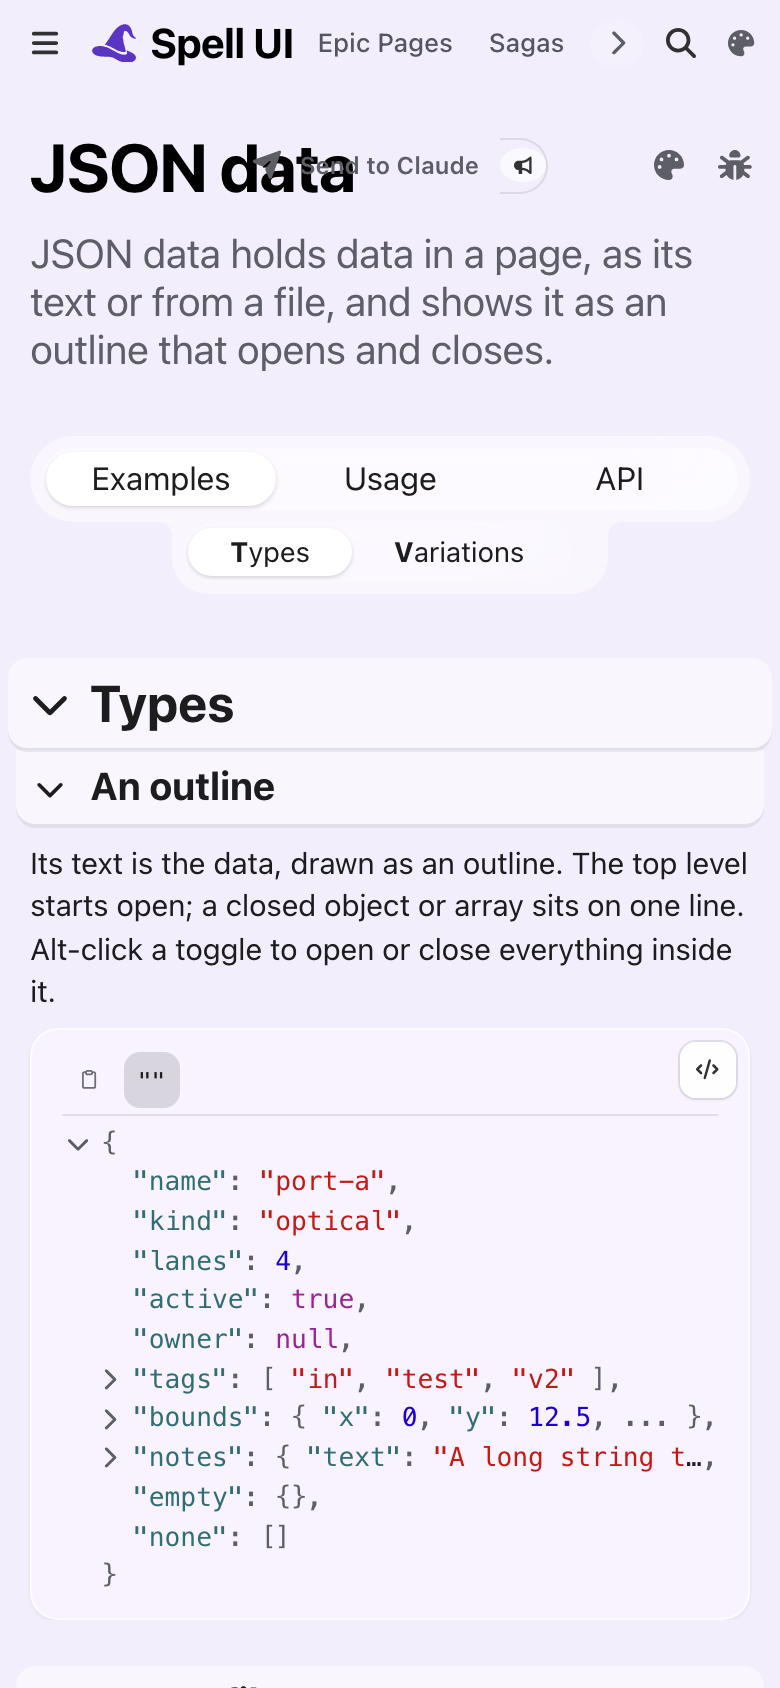 Spell UI Epic Pages Sagas
JSON data
Send to Claude
JSON data holds data in a page, as its
text or from a file, and shows it as an
outline that opens and closes.
Examples Usage API
Types Variations
Types
An outline
Its text is the data, drawn as an outline. The top level
starts open; a closed object or array sits on one line.
Alt-click a toggle to open or close everything inside
it.
"" </>
{
"name": "port-a",
"kind": "optical",
"lanes": 4,
"active": true,
"owner": null,
"tags": [ "in", "test", "v2" ],
"bounds": { "x": 0, "y": 12.5, ... },
"notes": { "text": "A long string t…,
"empty": {},
"none": []
}